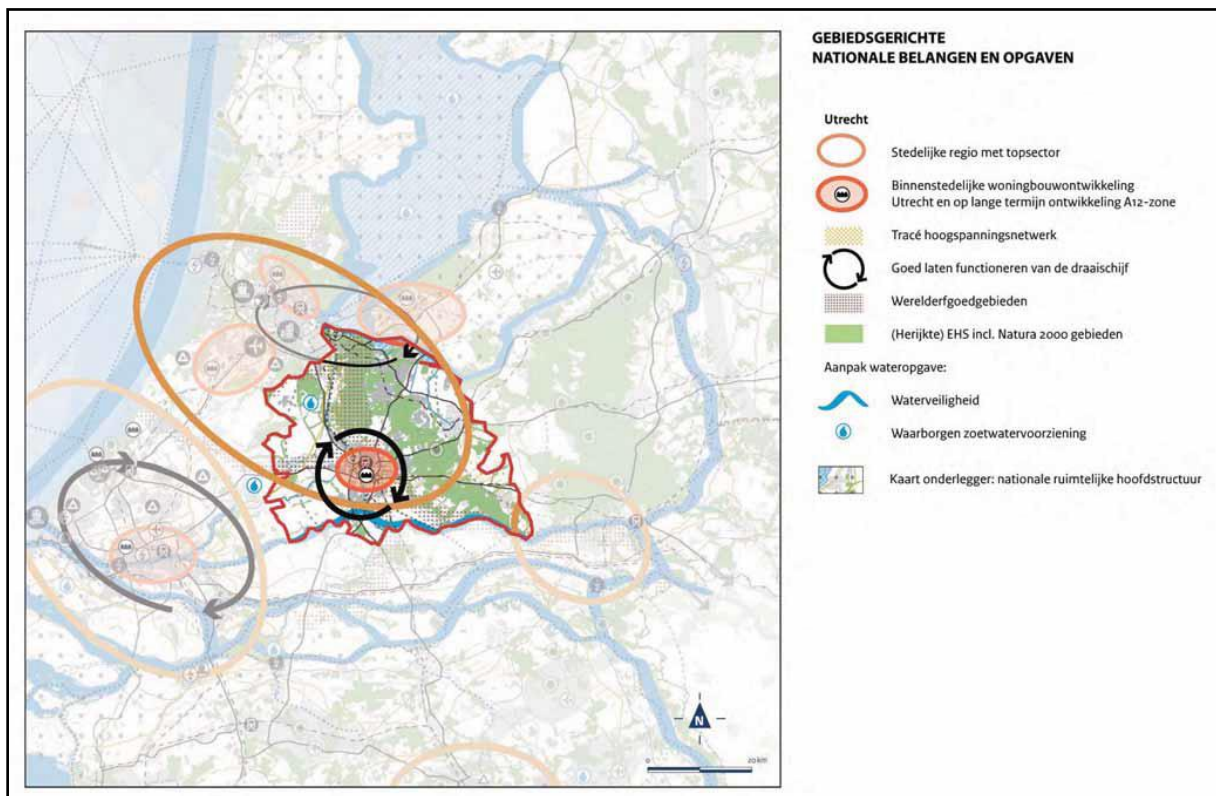 GEBIEDSGERICHTE
NATIONALE BELANGEN EN OPGAVEN
Utrecht
Stedelijke regio met topsector
Binnenstedelijke woningbouwontwikkeling
Utrecht en op lange termijn ontwikkeling A12-zone
Tracé hoogspanningsnetwerk
Goed laten functioneren van de draaischijf
Werelderfgoedgebieden
(Herijkte) EHS incl. Natura 2000 gebieden
Aanpak wateropgave:
Waterveiligheid
Waarborgen zoetwatervoorziening
Kaart onderlegger: nationale ruimtelijke hoofdstructuur
N
0 20 km